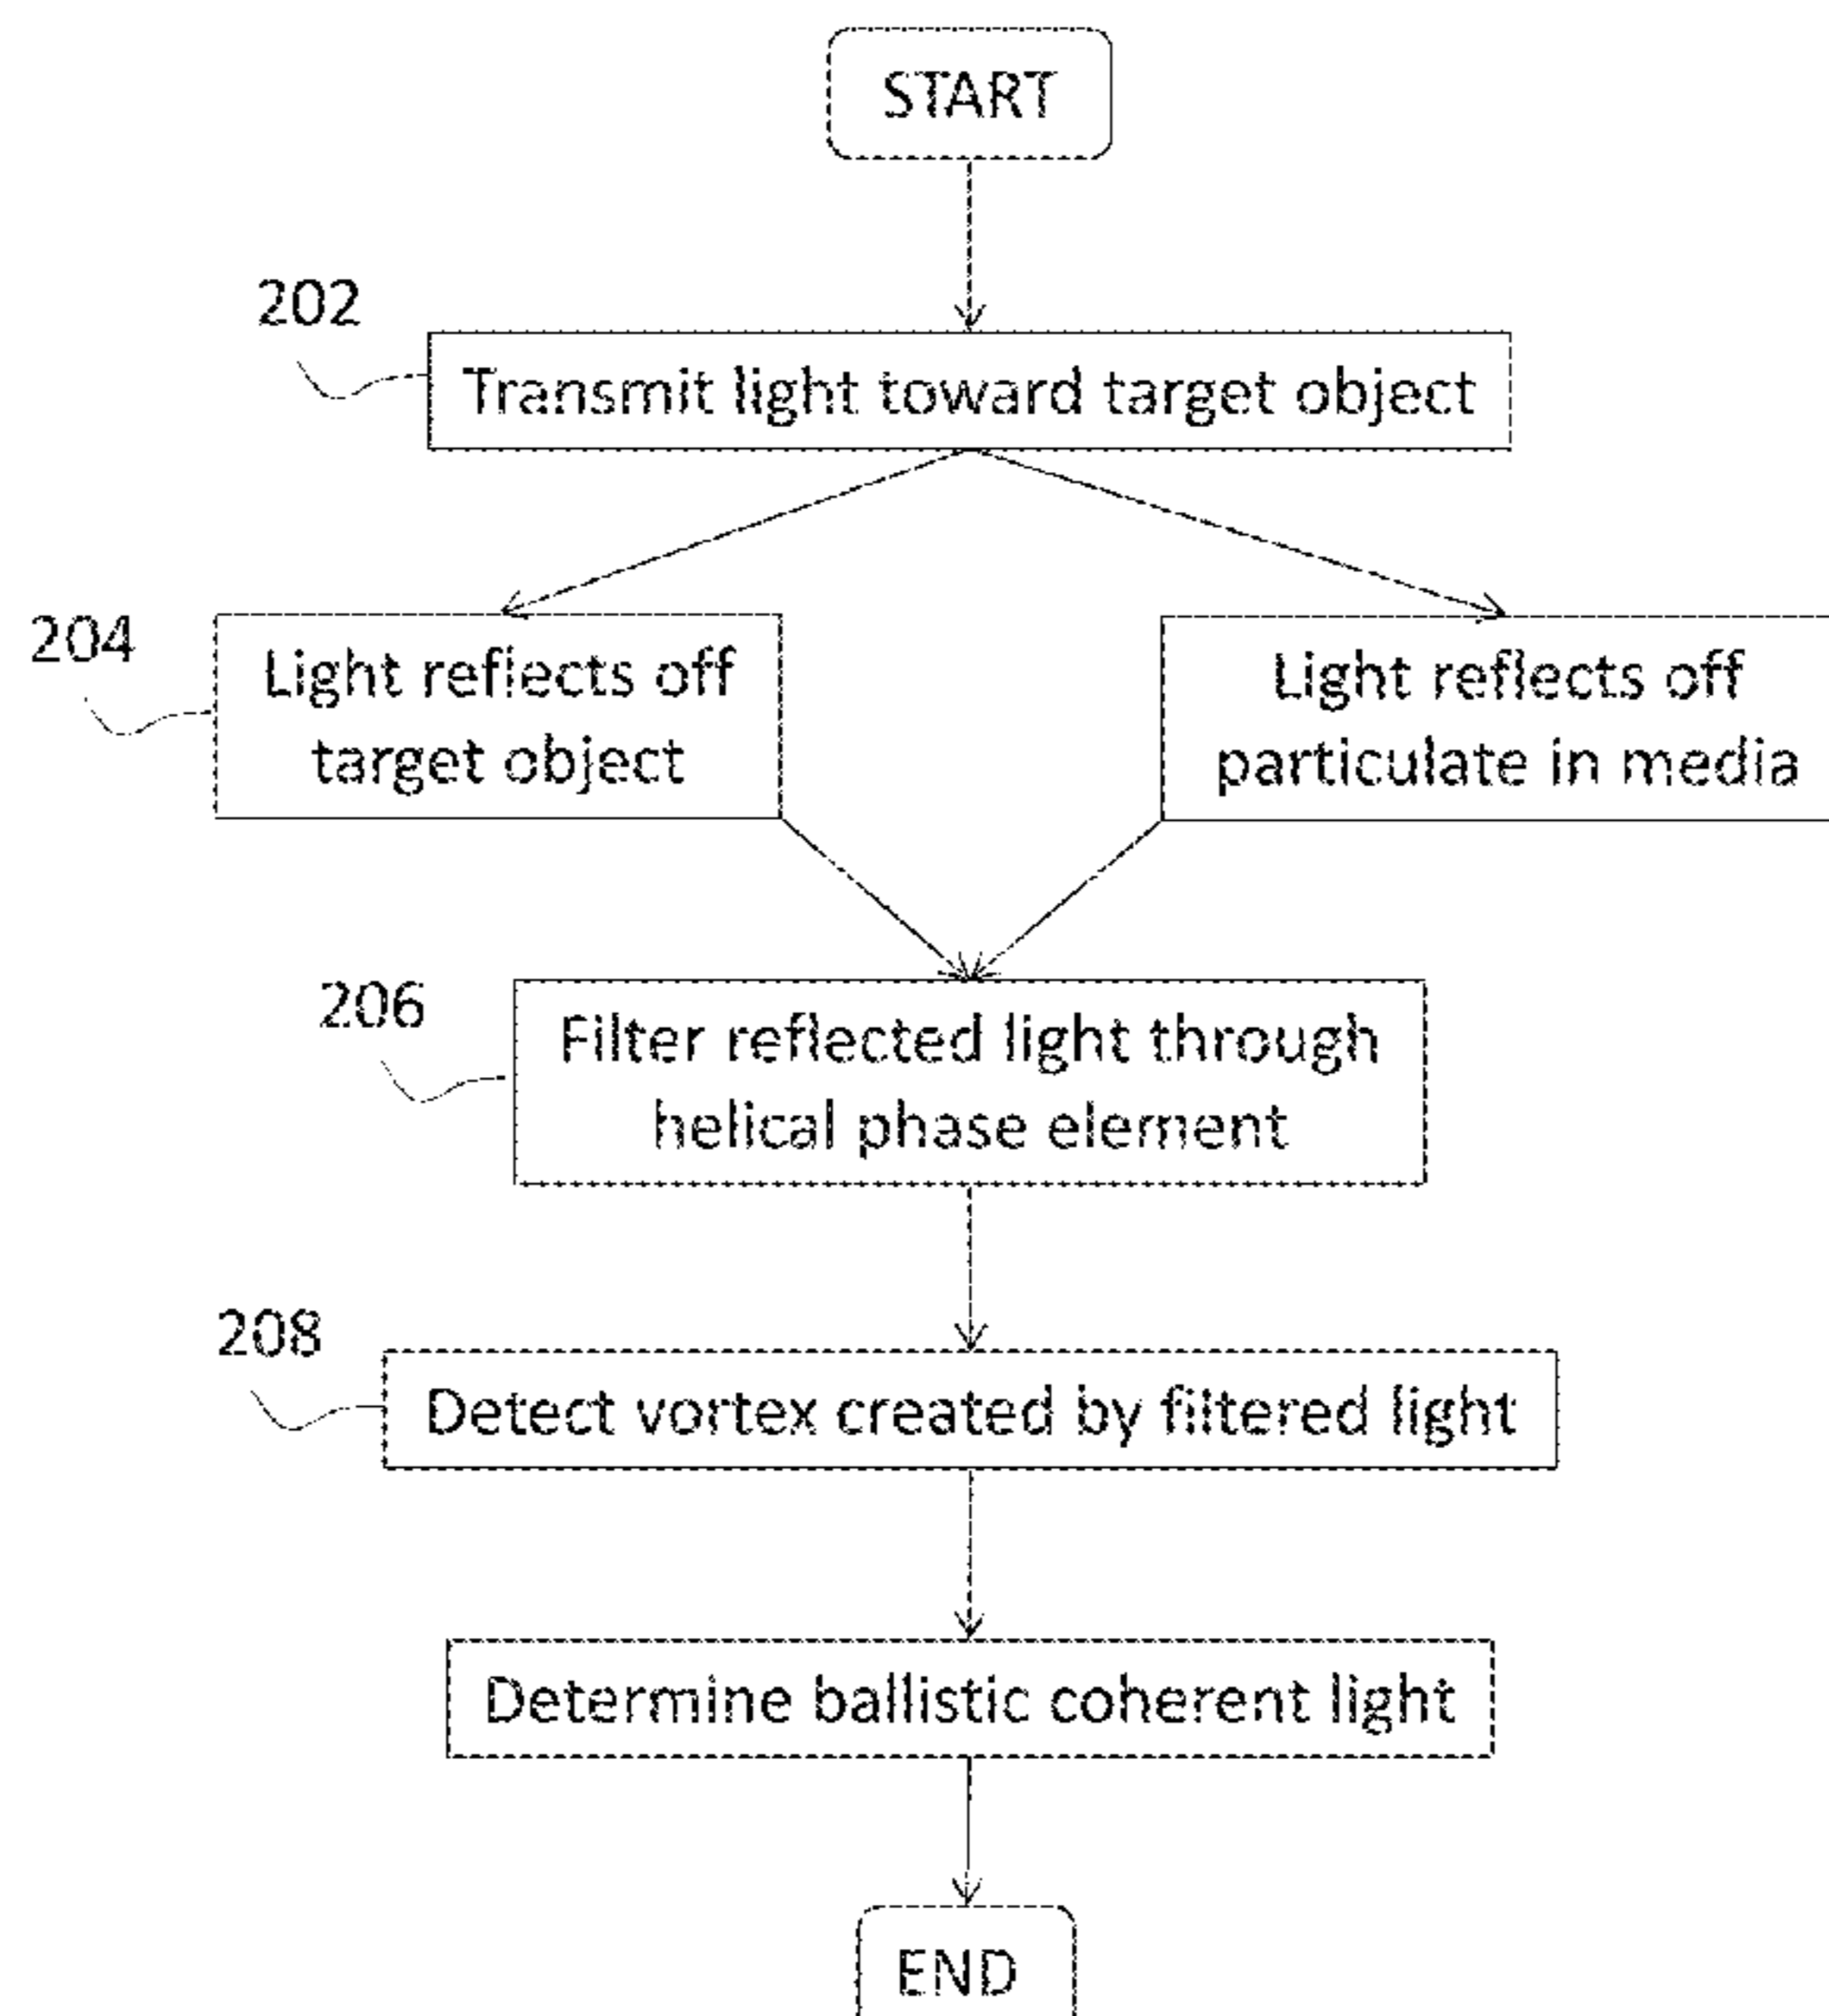 START
202
Transmit light toward target object
204
Light reflects off
target object
Light reflects off
particulate in media
206
Filter reflected light through
helical phase element
208
Detect vortex created by filtered light
Determine ballistic coherent light
END